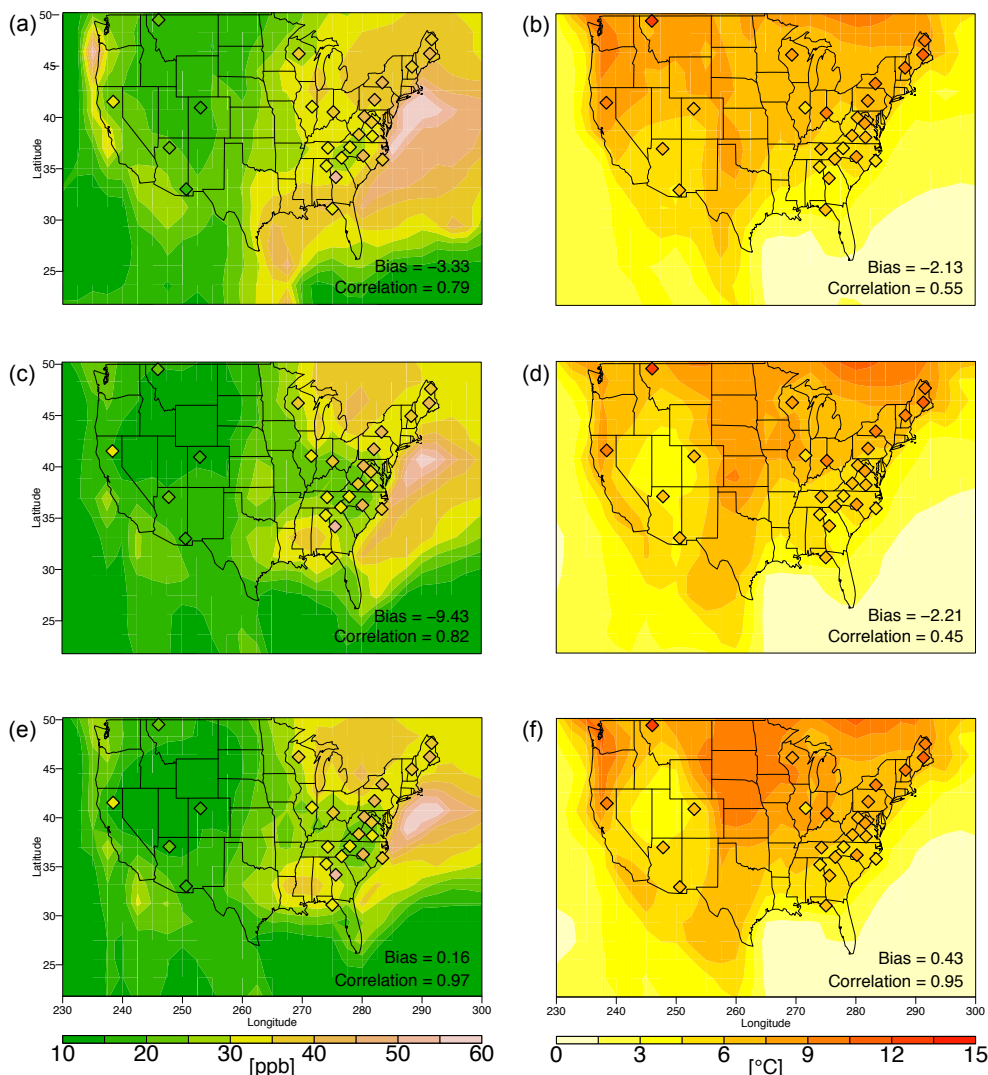 (a)
50
45
40
35
30
25
Latitude
Bias = −3.33
Correlation = 0.79
(b)
Bias = −2.13
Correlation = 0.55
(c)
50
45
40
35
30
25
Latitude
Bias = −9.43
Correlation = 0.82
(d)
Bias = −2.21
Correlation = 0.45
(e)
50
45
40
35
30
25
Latitude
Bias = 0.16
Correlation = 0.97
230 240 250 260 270 280 290 300
Longitude
(f)
Bias = 0.43
Correlation = 0.95
230 240 250 260 270 280 290 300
Longitude
10 20 30 40 50 60
[ppb]
0 3 6 9 12 15
[°C]